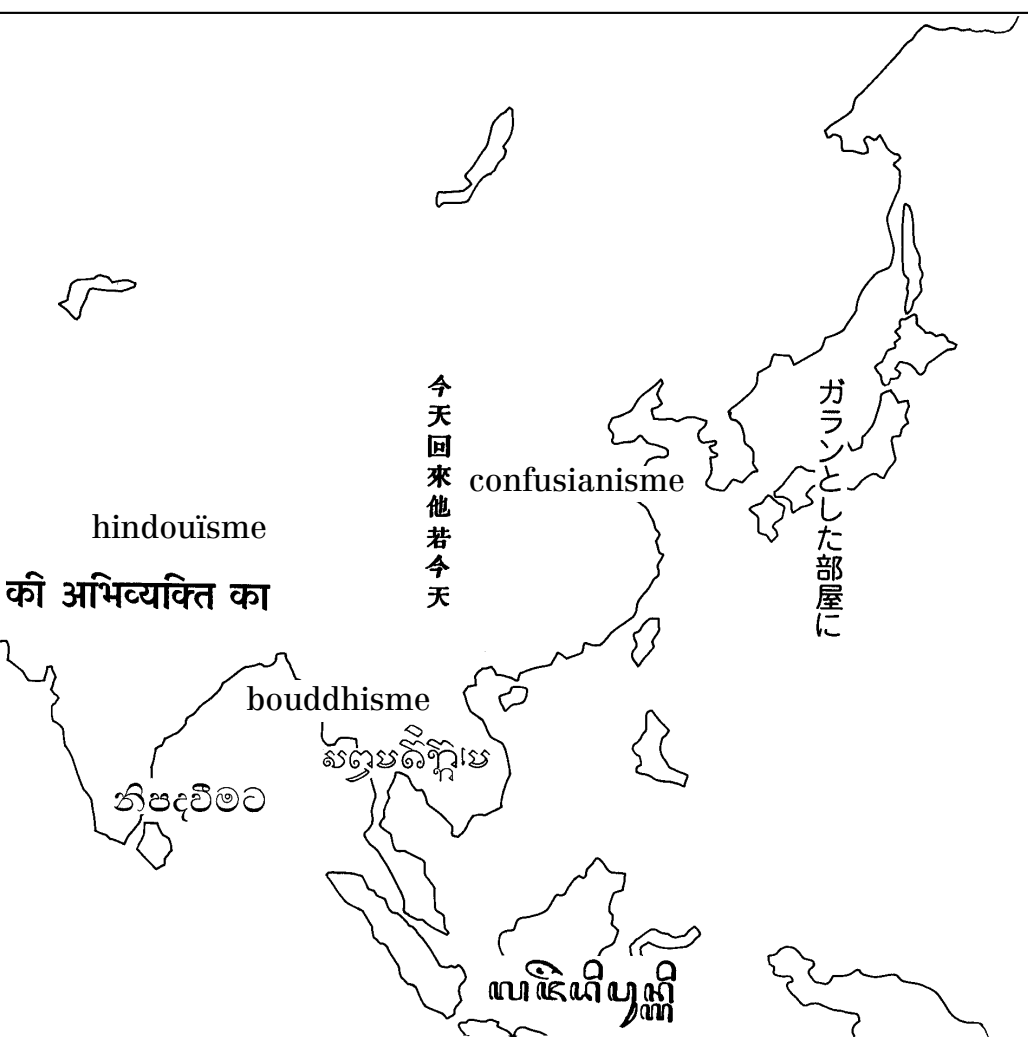 今天回來他若今天
ガランとした部屋に
confusianisme
hindouïsme
की अभिव्यक्ति का
bouddhisme
නිපදවීමට